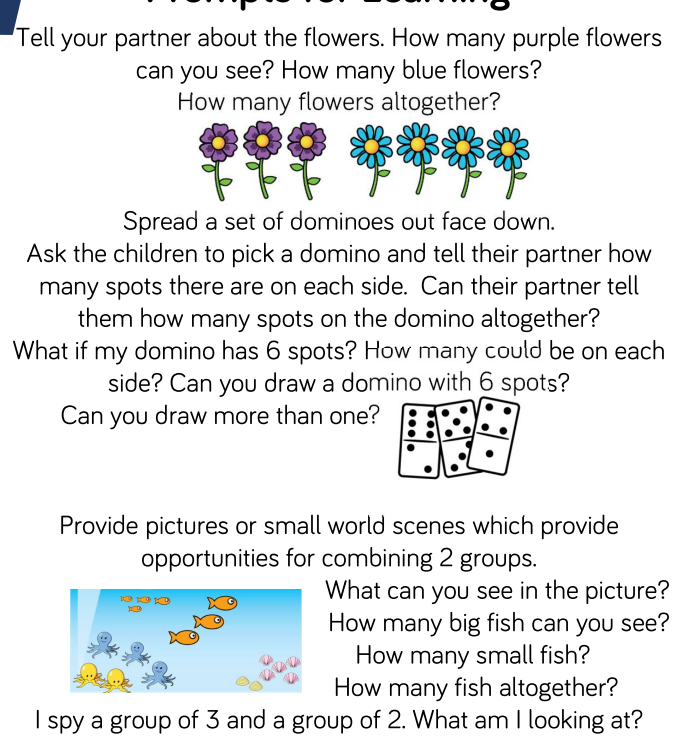 Prompts for Learning
Tell your partner about the flowers. How many purple flowers
can you see? How many blue flowers?
How many flowers altogether?
Spread a set of dominoes out face down.
Ask the children to pick a domino and tell their partner how
many spots there are on each side. Can their partner tell
them how many spots on the domino altogether?
What if my domino has 6 spots? How many could be on each
side? Can you draw a domino with 6 spots?
Can you draw more than one?
Provide pictures or small world scenes which provide
opportunities for combining 2 groups.
What can you see in the picture?
How many big fish can you see?
How many small fish?
How many fish altogether?
I spy a group of 3 and a group of 2. What am I looking at?